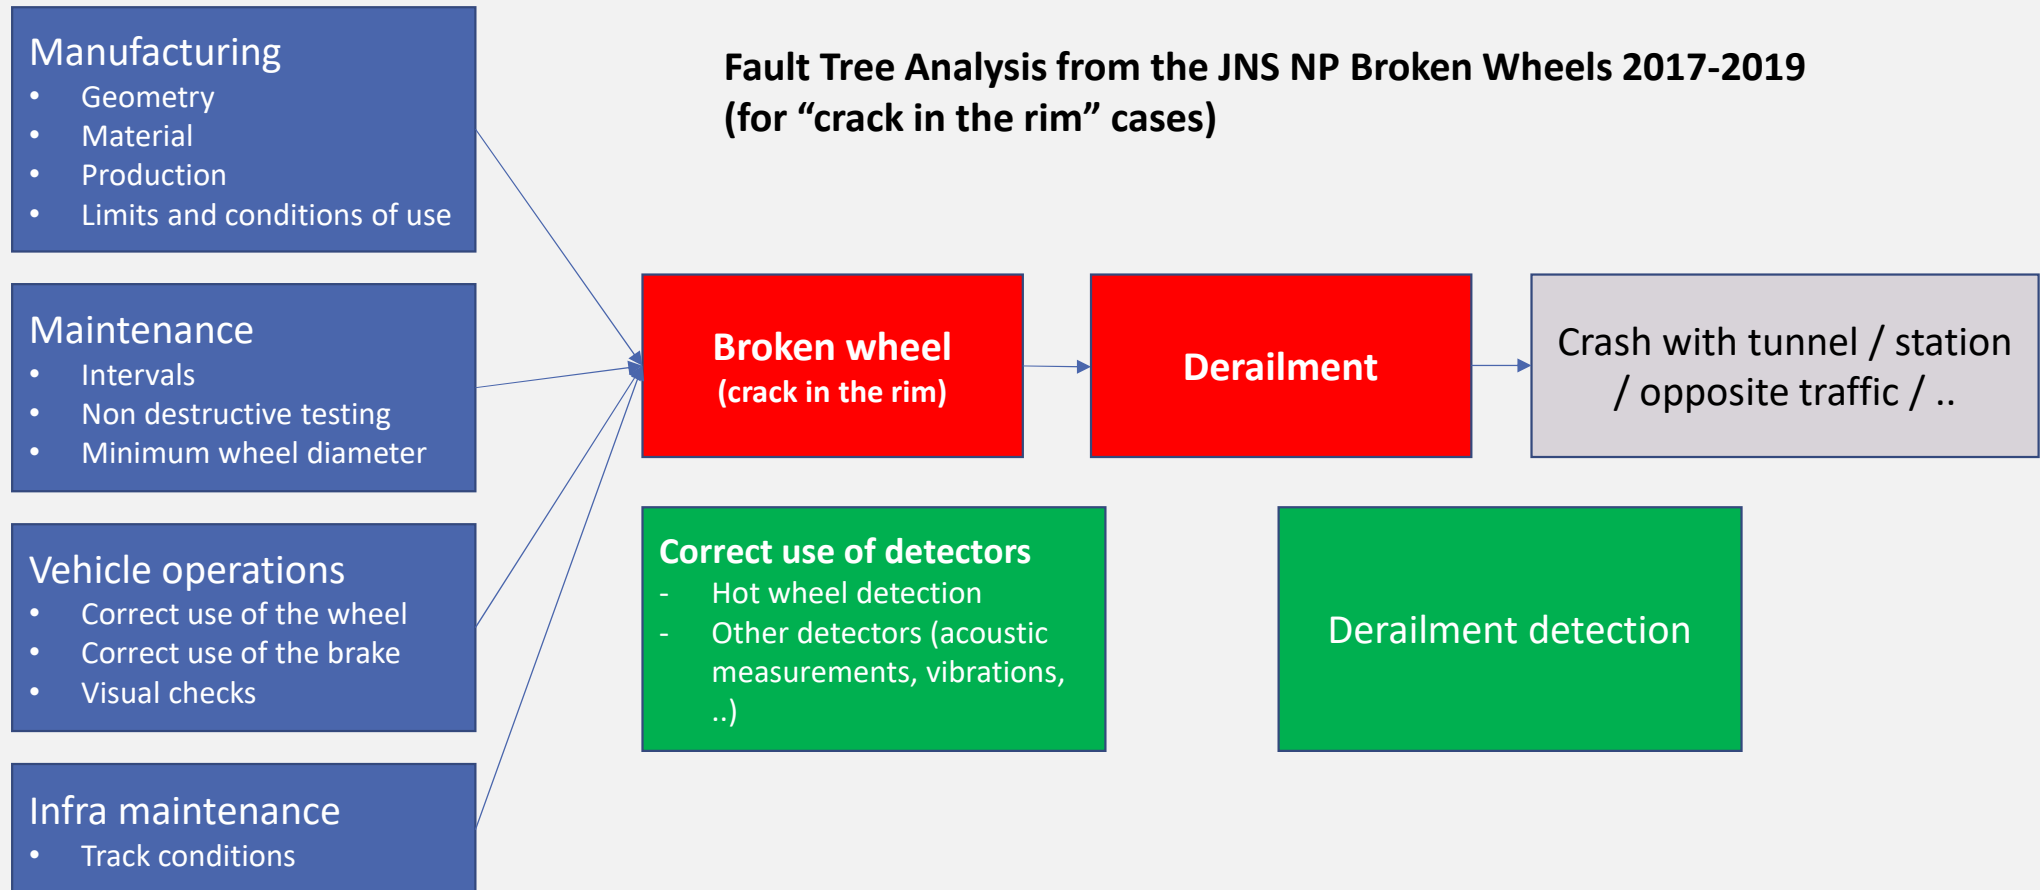 Fault Tree Analysis from the JNS NP Broken Wheels 2017-2019
(for “crack in the rim” cases)
Manufacturing
• Geometry
• Material
• Production
• Limits and conditions of use
Maintenance
• Intervals
• Non destructive testing
• Minimum wheel diameter
Vehicle operations
• Correct use of the wheel
• Correct use of the brake
• Visual checks
Infra maintenance
• Track conditions
Broken wheel
(crack in the rim)
Derailment
Crash with tunnel / station
/ opposite traffic / ..
Correct use of detectors
- Hot wheel detection
- Other detectors (acoustic
measurements, vibrations,
..)
Derailment detection